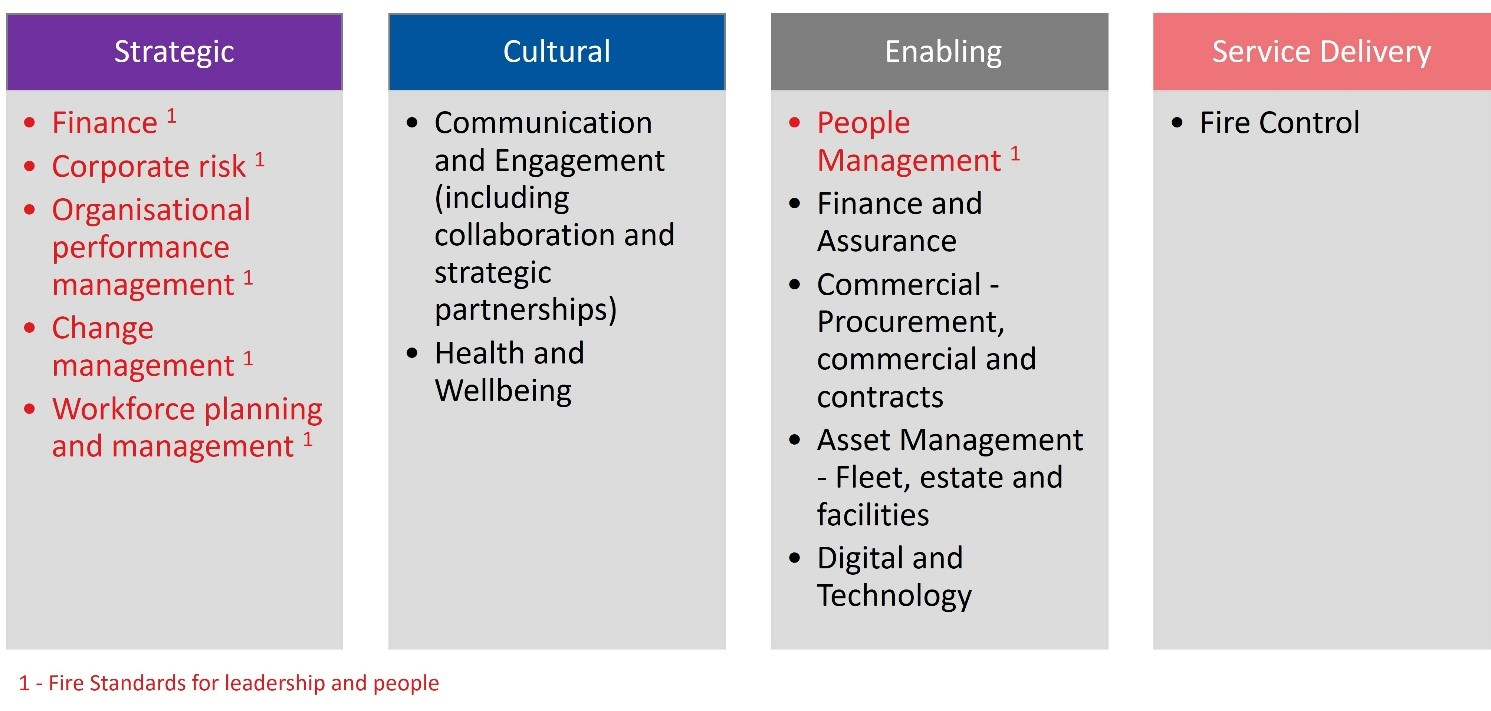 Strategic
• Finance ¹
• Corporate risk ¹
• Organisational
performance
management ¹
• Change
management ¹
• Workforce planning
and management ¹
Cultural
• Communication
and Engagement
(including
collaboration and
strategic
partnerships)
• Health and
Wellbeing
Enabling
• People
Management ¹
• Finance and
Assurance
• Commercial -
Procurement,
commercial and
contracts
• Asset Management
- Fleet, estate and
facilities
• Digital and
Technology
Service Delivery
• Fire Control
1 - Fire Standards for leadership and people